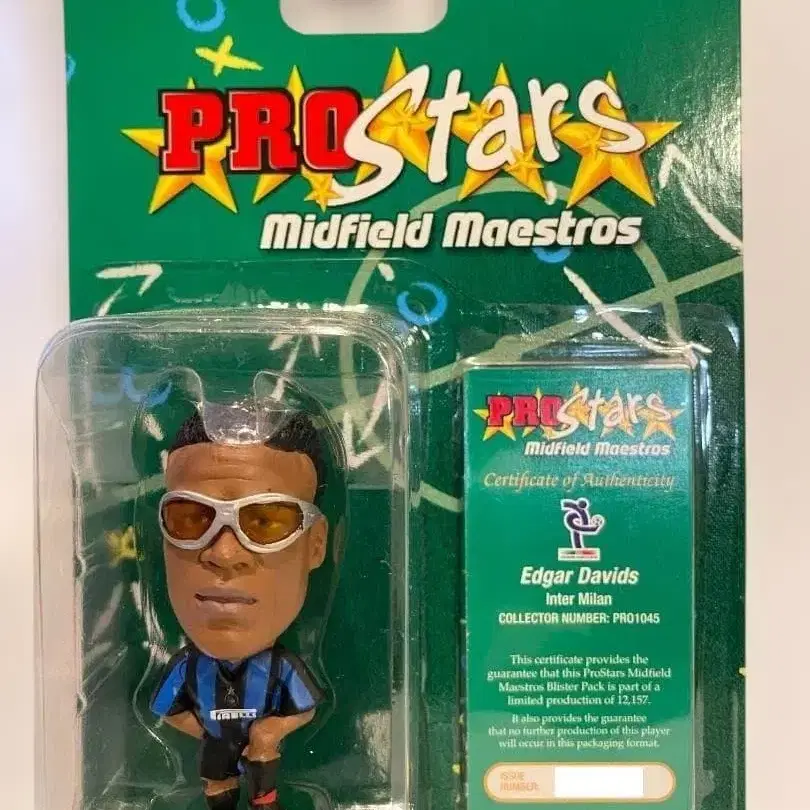 PROStars
Midfield Maestros
PROStars
Midfield Maestros
Certificate of Authenticity
Edgar Davids
Inter Milan
COLLECTOR NUMBER: PRO1045
This certificate provides the
guarantee that this ProStars Midfield
Maestros Blister Pack is part of a
limited production of 12,157.
It also provides the guarantee
that no further production of this player
will occur in this packaging format.
ISSUE
NUMBER:
PIRELLI